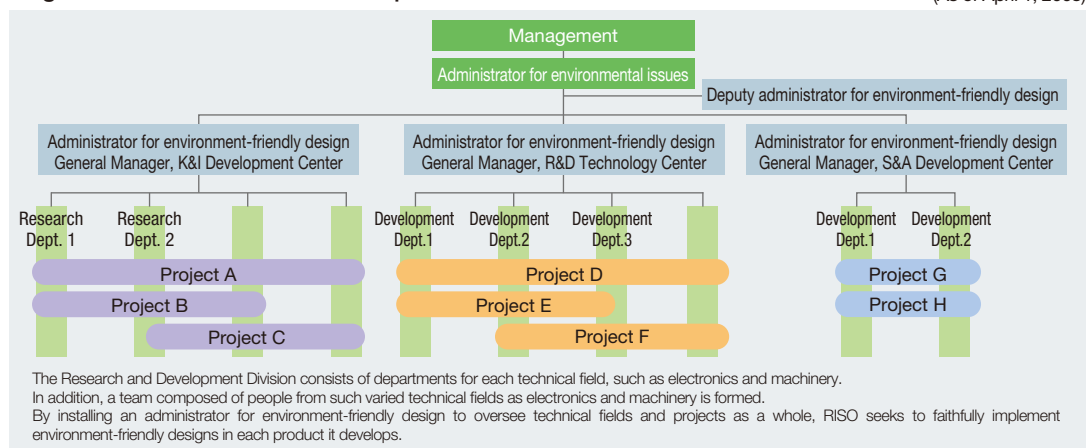 Management
Administrator for environmental issues
Deputy administrator for environment-friendly design
Administrator for environment-friendly design
General Manager, K&I Development Center
Administrator for environment-friendly design
General Manager, R&D Technology Center
Administrator for environment-friendly design
General Manager, S&A Development Center
Research
Dept. 1
Research
Dept. 2
Development
Dept.1
Development
Dept.2
Development
Dept.3
Development
Dept.1
Development
Dept.2
Project A
Project B
Project C
Project D
Project E
Project F
Project G
Project H
The Research and Development Division consists of departments for each technical field, such as electronics and machinery.
In addition, a team composed of people from such varied technical fields as electronics and machinery is formed.
By installing an administrator for environment-friendly design to oversee technical fields and projects as a whole, RISO seeks to faithfully implement
environment-friendly designs in each product it develops.